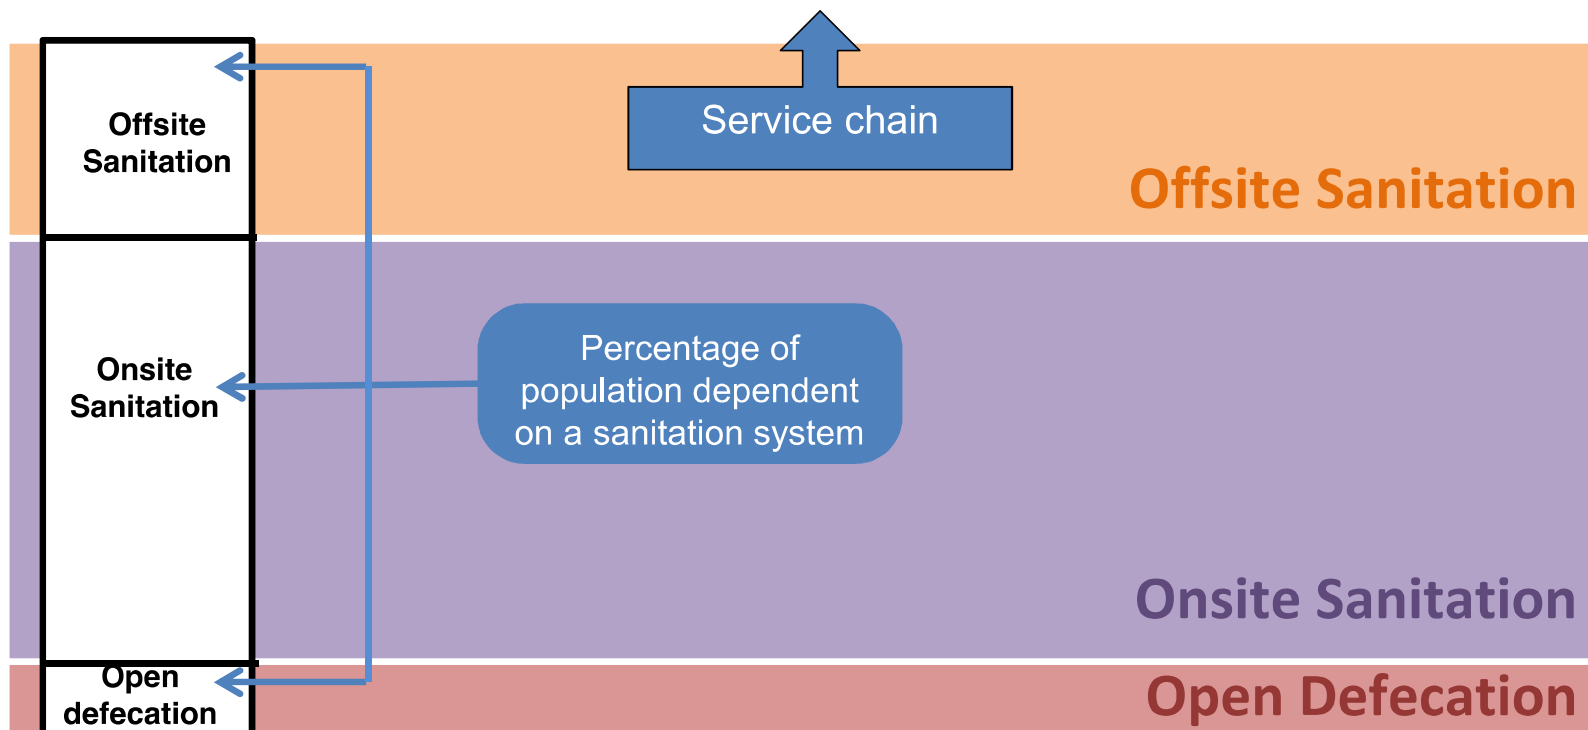 Offsite
Sanitation
Service chain
Offsite Sanitation
Onsite
Sanitation
Percentage of
population dependent
on a sanitation system
Onsite Sanitation
Open
defecation
Open Defecation